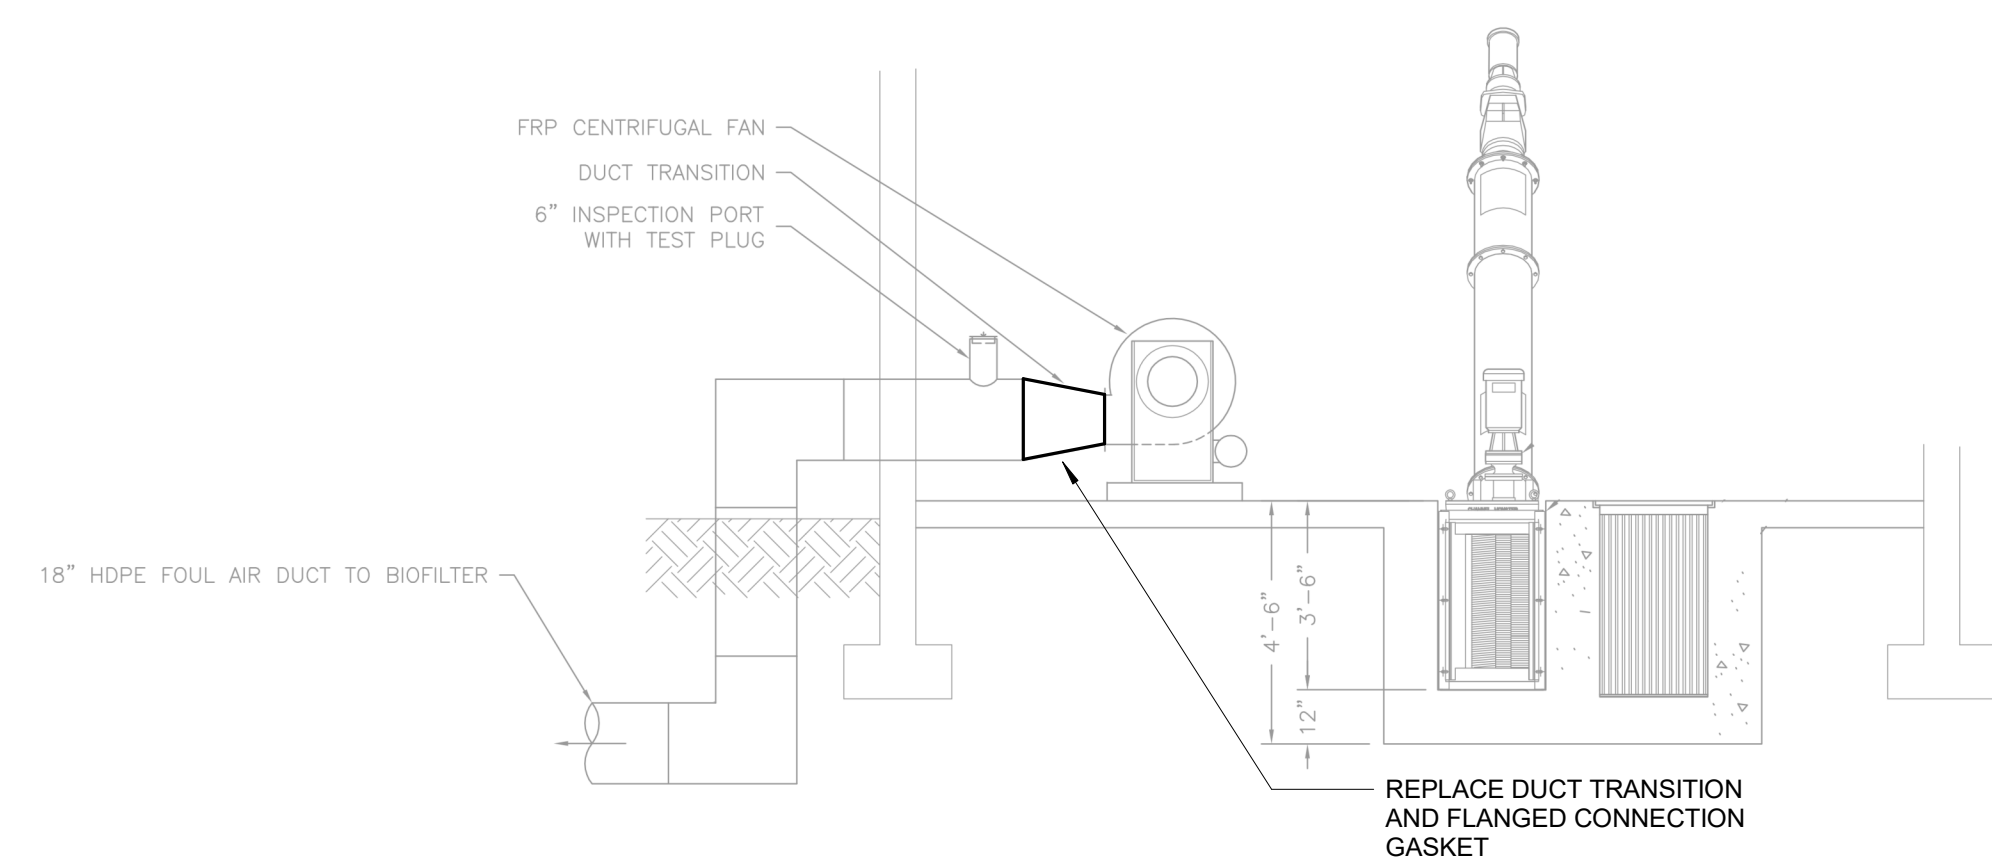 FRP CENTRIFUGAL FAN
DUCT TRANSITION
6” INSPECTION PORT
WITH TEST PLUG
18” HDPE FOUL AIR DUCT TO BIOFILTER
4'–6”
3'–6”
12”
REPLACE DUCT TRANSITION
AND FLANGED CONNECTION
GASKET